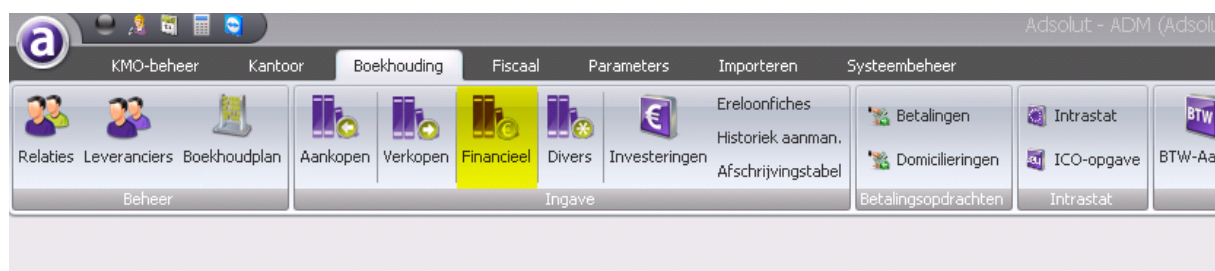 a
Adsolut - ADM (Adsolu
KMO-beheer Kantoor Boekhouding Fiscaal Parameters Importeren Systeembeheer
Relaties Leveranciers Boekhoudplan
Beheer
Aankopen Verkopen Financieel Divers Investeringen
Ereloonfiches
Historiek aanman.
Afschrijvingstabel
Ingave
Betalingen
Domicilieringen
Betalingsopdrachten
Intrastat
ICO-opgave
Intrastat
BTW
BTW-Aa